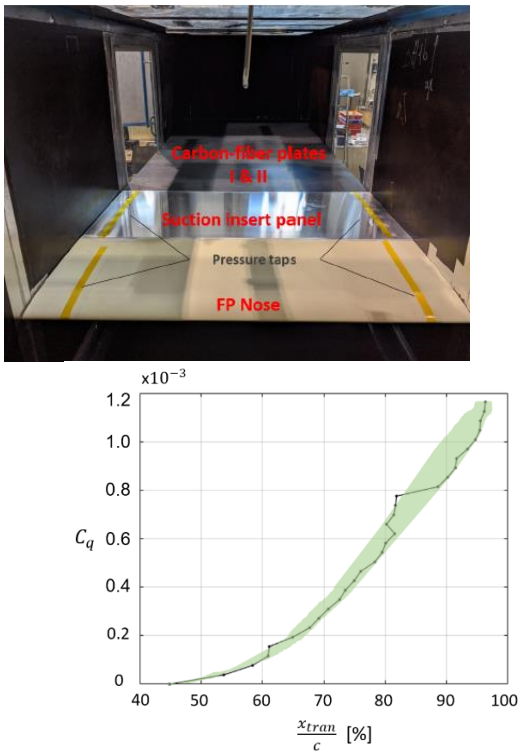 Carbon-fiber plates
I & II
Suction insert panel
Pressure taps
FP Nose
x10⁻³
1.2
1.0
0.8
0.6
0.4
0.2
0
C_q
40 50 60 70 80 90 100
x_tran
c [%]